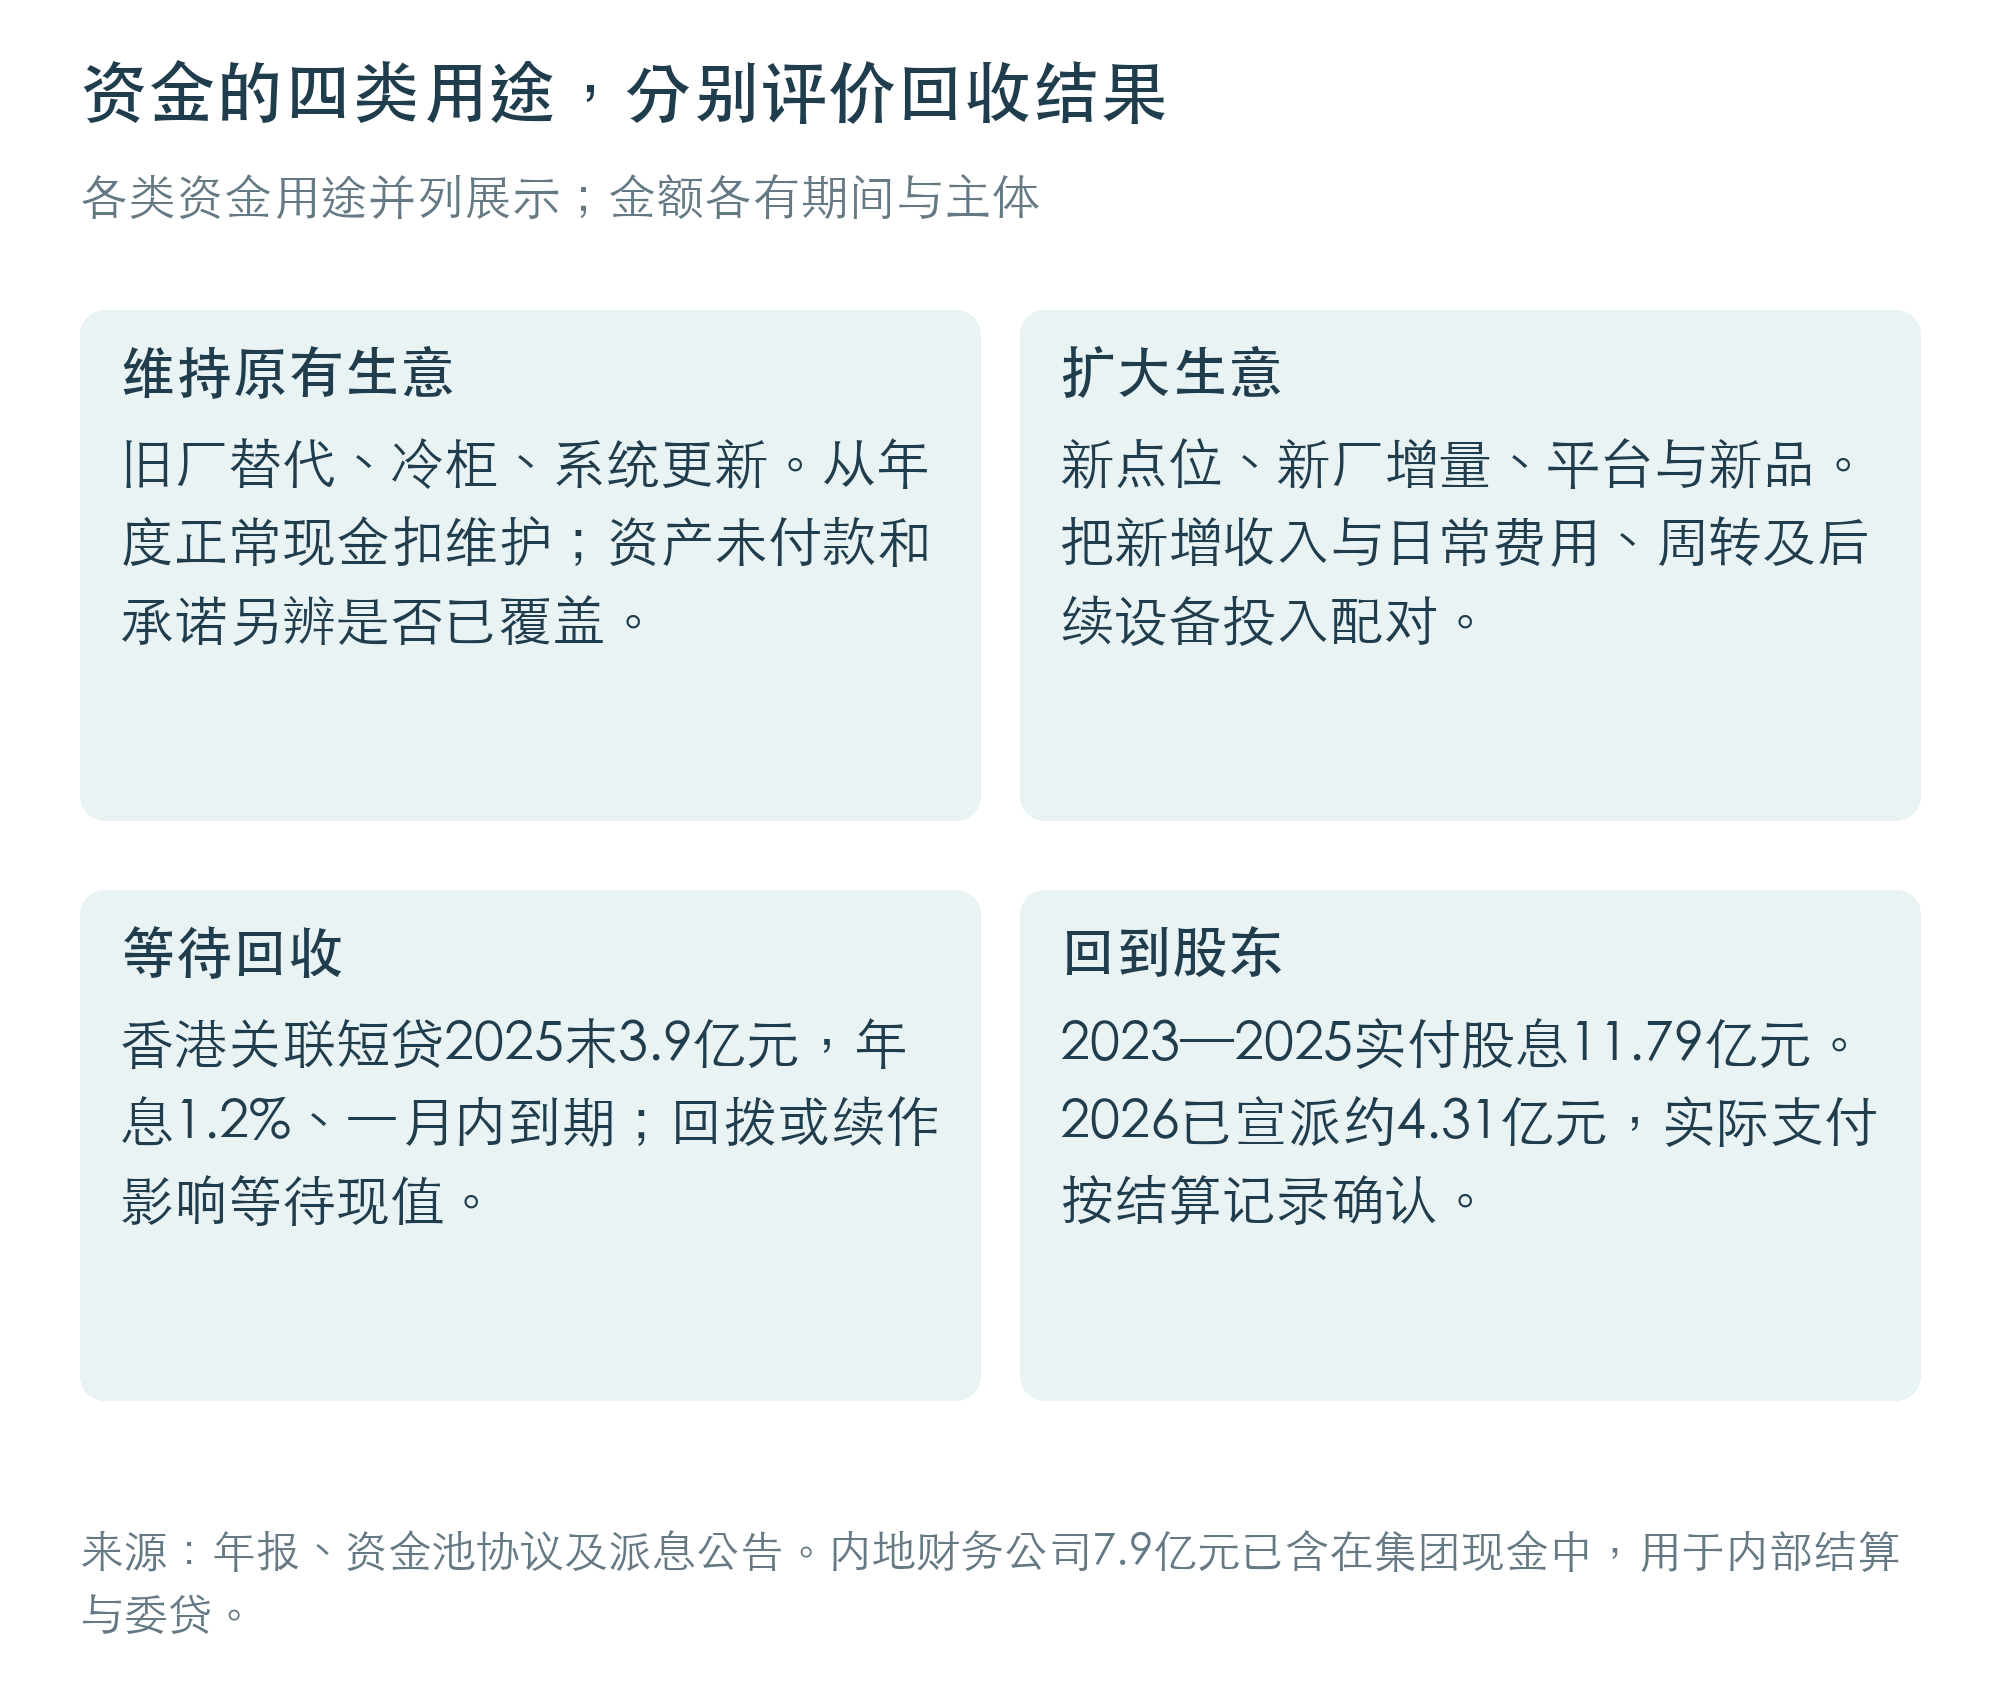 资金的四类用途，分别评价回收结果
各类资金用途并列展示；金额各有期间与主体
维持原有生意
旧厂替代、冷柜、系统更新。从年
度正常现金扣维护；资产未付款和
承诺另辨是否已覆盖。
扩大生意
新点位、新厂增量、平台与新品。
把新增收入与日常费用、周转及后
续设备投入配对。
等待回收
香港关联短贷2025末3.9亿元，年
息1.2%、一月内到期；回拨或续作
影响等待现值。
回到股东
2023—2025实付股息11.79亿元。
2026已宣派约4.31亿元，实际支付
按结算记录确认。
来源：年报、资金池协议及派息公告。内地财务公司7.9亿元已含在集团现金中，用于内部结算
与委贷。